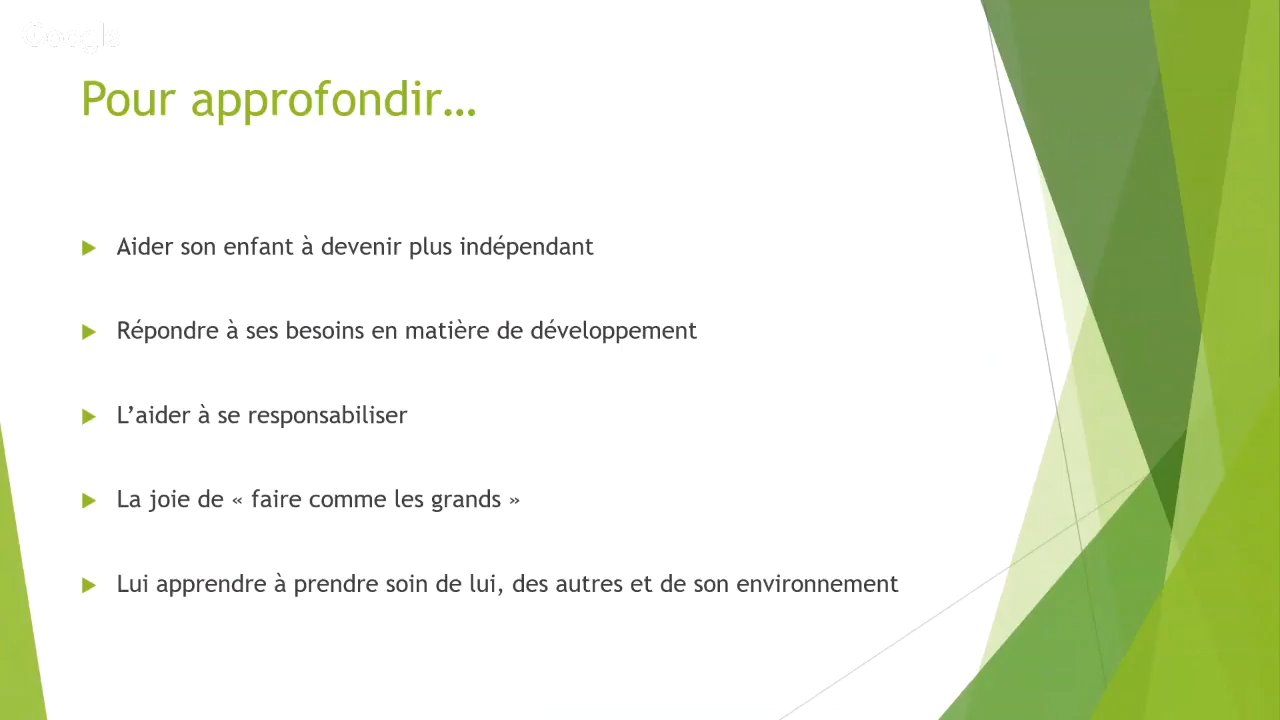 Google
Pour approfondir…
Aider son enfant à devenir plus indépendant
Répondre à ses besoins en matière de développement
L’aider à se responsabiliser
La joie de « faire comme les grands »
Lui apprendre à prendre soin de lui, des autres et de son environnement